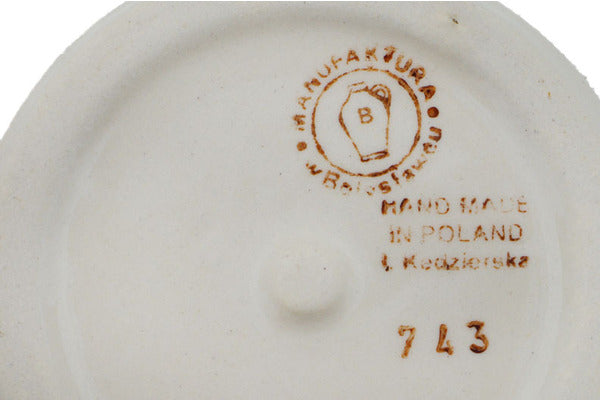 MANUFAKTURA
w Bolesławcu
B
HAND MADE
IN POLAND
Ł. Kedzierska
743